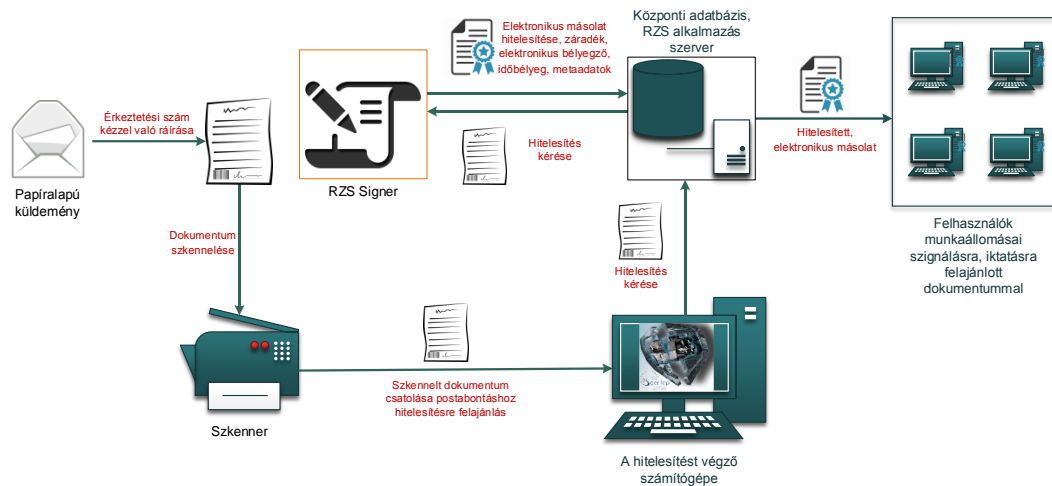 Központi adatbázis,
RZS alkalmazás
szerver
Elektronikus másolat
hitelesítése, záradék,
elektronikus bélyegző,
időbélyeg, metaadatok
Érkeztetési szám
kézzel való ráírása
Hitelesítés
kérése
Hitelesített,
elektronikus másolat
Papíralapú
küldemény
RZS Signer
Dokumentum
szkennelése
Hitelesítés
kérése
Felhasználók
munkaállomásai
szignálásra, iktatásra
felajánlott
dokumentummal
Szkennelt dokumentum
csatolása postabontáshoz
hitelesítésre felajánlás
Szkenner
A hitelesítést végző
számítógépe